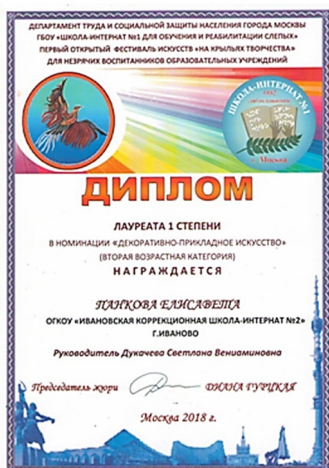 ДЕПАРТАМЕНТ ТРУДА И СОЦИАЛЬНОЙ ЗАЩИТЫ НАСЕЛЕНИЯ ГОРОДА МОСКВЫ
ГБОУ «ШКОЛА-ИНТЕРНАТ №1 ДЛЯ ОБУЧЕНИЯ И РЕАБИЛИТАЦИИ СЛЕПЫХ»
ПЕРВЫЙ ОТКРЫТЫЙ ФЕСТИВАЛЬ ИСКУССТВ «НА КРЫЛЬЯХ ТВОРЧЕСТВА»
ДЛЯ НЕЗРЯЧИХ ВОСПИТАННИКОВ ОБРАЗОВАТЕЛЬНЫХ УЧРЕЖДЕНИЙ
ШКОЛА-ИНТЕРНАТ №1
1882
г. Москва
ДИПЛОМ
ЛАУРЕАТА 1 СТЕПЕНИ
В НОМИНАЦИИ «ДЕКОРАТИВНО-ПРИКЛАДНОЕ ИСКУССТВО»
(ВТОРАЯ ВОЗРАСТНАЯ КАТЕГОРИЯ)
НАГРАЖДАЕТСЯ
ПАНКОВА ЕЛИСАВЕТА
ОГКОУ «ИВАНОВСКАЯ КОРРЕКЦИОННАЯ ШКОЛА-ИНТЕРНАТ №2»
Г.ИВАНОВО
Руководитель Дукачева Светлана Вениаминовна
Председатель жюри ДИАНА ГУРЦКАЯ
Москва 2018 г.